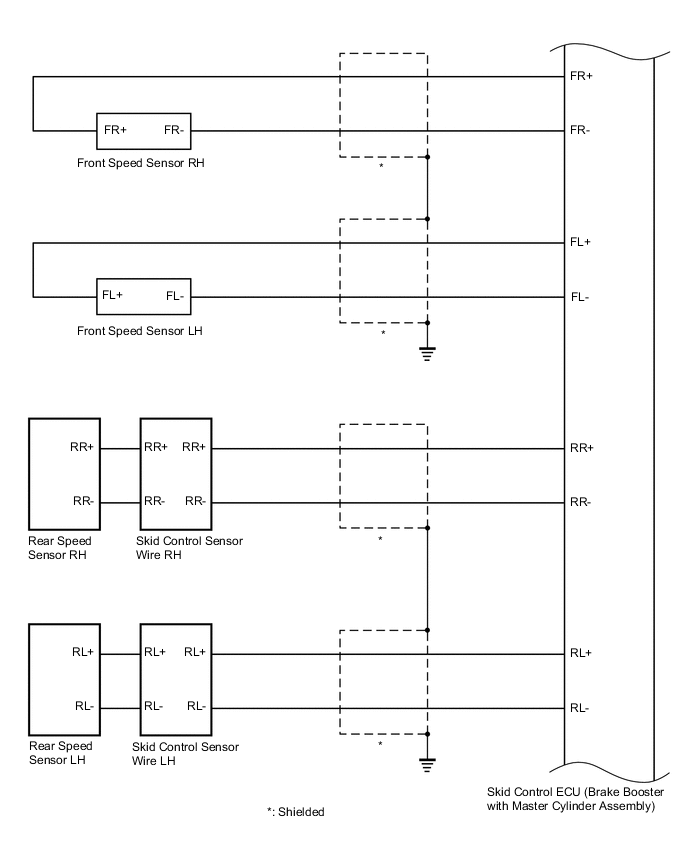 FR+
FR+ FR-
FR-
Front Speed Sensor RH
*
FL+
FL+ FL-
FL-
Front Speed Sensor LH
*
RR+ RR+ RR+ RR+
RR- RR- RR- RR-
Rear Speed
Sensor RH
Skid Control Sensor
Wire RH
*
RL+ RL+ RL+ RL+
RL- RL- RL- RL-
Rear Speed
Sensor LH
Skid Control Sensor
Wire LH
*
Skid Control ECU (Brake Booster
with Master Cylinder Assembly)
*: Shielded